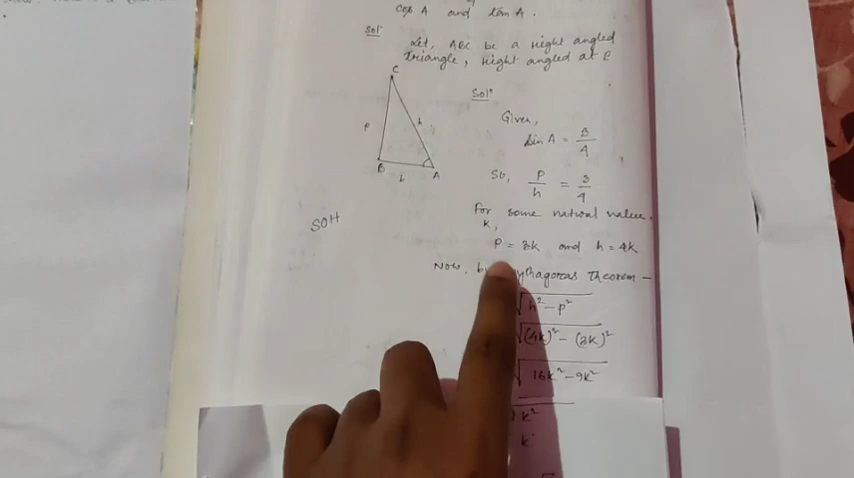 cos A and tan A.
Sol
Let, ABC be a right angled
triangle, right angled at B
C
p
h
B
b
A
SOH
Solⁿ
Given,
Sin A = 3/4
So, p/h = 3/4
For some natural value
k,
p = 3k and h = 4k
Now, Pythagoras Theorem —
√h² - p²
√(4k)² - (3k)²
√16k² - 9k²
k²
k